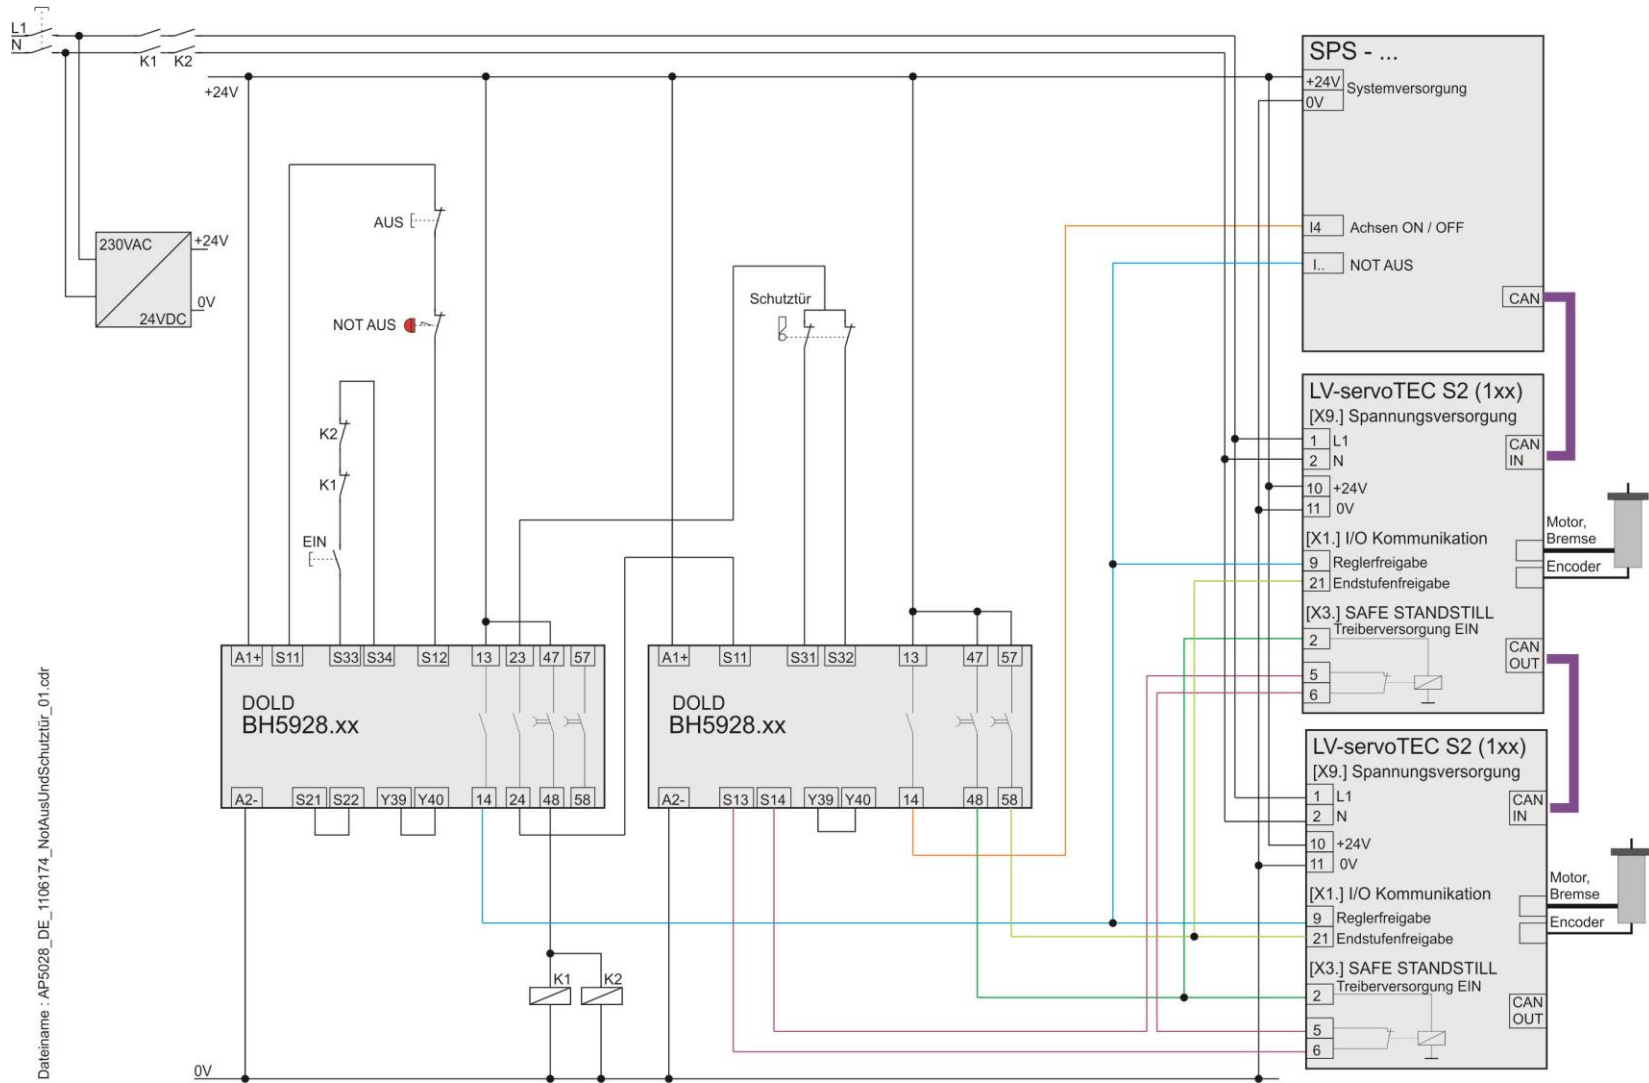 L1
N
K1 K2
+24V
230VAC
24VDC
+24V
0V
AUS
NOT AUS
K2
K1
EIN
Schutztür
A1+ S11 S33 S34 S12 13 23 47 57
DOLD
BH5928.xx
A2- S21 S22 Y39 Y40 14 24 48 58
A1+ S11 S31 S32 13 47 57
DOLD
BH5928.xx
A2- S13 S14 Y39 Y40 14 48 58
K1 K2
0V
SPS - ...
+24V Systemversorgung
0V
I4 Achsen ON / OFF
I.. NOT AUS
CAN
LV-servoTEC S2 (1xx)
[X9.] Spannungsversorgung
1 L1
2 N
CAN
IN
10 +24V
11 0V
[X1.] I/O Kommunikation
9 Reglerfreigabe
21 Endstufenfreigabe
[X3.] SAFE STANDSTILL
Treiberversorgung EIN
2
5
6
CAN
OUT
Motor,
Bremse
Encoder
LV-servoTEC S2 (1xx)
[X9.] Spannungsversorgung
1 L1
2 N
CAN
IN
10 +24V
11 0V
[X1.] I/O Kommunikation
9 Reglerfreigabe
21 Endstufenfreigabe
[X3.] SAFE STANDSTILL
Treiberversorgung EIN
2
5
6
CAN
OUT
Motor,
Bremse
Encoder
Dateiname : AP5028_DE_1106174_NotAusUndSchutztür_01.cdr